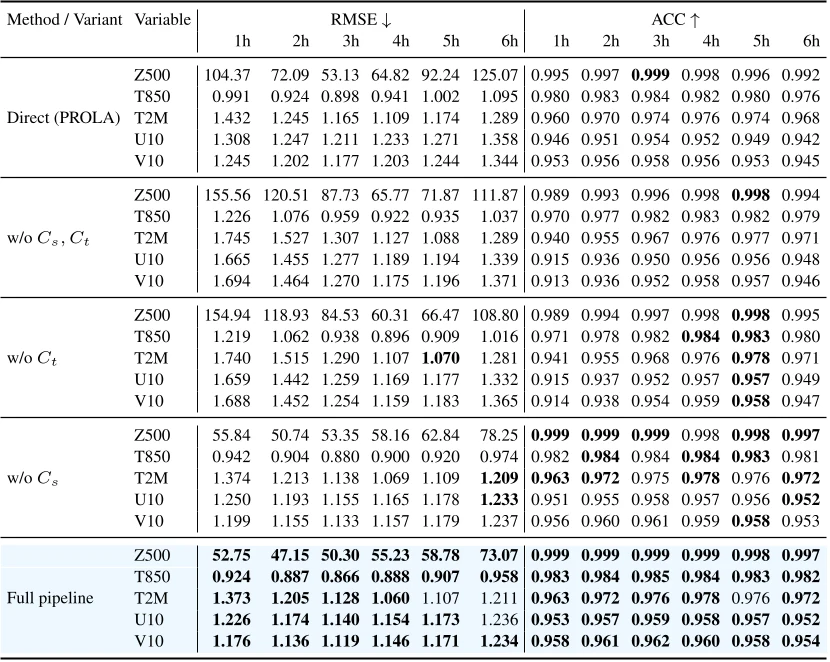 Method / Variant Variable RMSE ↓ ACC ↑
1h 2h 3h 4h 5h 6h 1h 2h 3h 4h 5h 6h
Z500 104.37 72.09 53.13 64.82 92.24 125.07 0.995 0.997 0.999 0.998 0.996 0.992
T850 0.991 0.924 0.898 0.941 1.002 1.095 0.980 0.983 0.984 0.982 0.980 0.976
Direct (PROLA) T2M 1.432 1.245 1.165 1.109 1.174 1.289 0.960 0.970 0.974 0.976 0.974 0.968
U10 1.308 1.247 1.211 1.233 1.271 1.358 0.946 0.951 0.954 0.952 0.949 0.942
V10 1.245 1.202 1.177 1.203 1.244 1.344 0.953 0.956 0.958 0.956 0.953 0.945
Z500 155.56 120.51 87.73 65.77 71.87 111.87 0.989 0.993 0.996 0.998 0.998 0.994
T850 1.226 1.076 0.959 0.922 0.935 1.037 0.970 0.977 0.982 0.983 0.982 0.979
w/o C_s, C_t T2M 1.745 1.527 1.307 1.127 1.088 1.289 0.940 0.955 0.967 0.976 0.977 0.971
U10 1.665 1.455 1.277 1.189 1.194 1.339 0.915 0.936 0.950 0.956 0.956 0.948
V10 1.694 1.464 1.270 1.175 1.196 1.371 0.913 0.936 0.952 0.958 0.957 0.946
Z500 154.94 118.93 84.53 60.31 66.47 108.80 0.989 0.994 0.997 0.998 0.998 0.995
T850 1.219 1.062 0.938 0.896 0.909 1.016 0.971 0.978 0.982 0.984 0.983 0.980
w/o C_t T2M 1.740 1.515 1.290 1.107 1.070 1.281 0.941 0.955 0.968 0.976 0.978 0.971
U10 1.659 1.442 1.259 1.169 1.177 1.332 0.915 0.937 0.952 0.957 0.957 0.949
V10 1.688 1.452 1.254 1.159 1.183 1.365 0.914 0.938 0.954 0.959 0.958 0.947
Z500 55.84 50.74 53.35 58.16 62.84 78.25 0.999 0.999 0.999 0.998 0.998 0.997
T850 0.942 0.904 0.880 0.900 0.920 0.974 0.982 0.984 0.984 0.984 0.983 0.981
w/o C_s T2M 1.374 1.213 1.138 1.069 1.109 1.209 0.963 0.972 0.975 0.978 0.976 0.972
U10 1.250 1.193 1.155 1.165 1.178 1.233 0.951 0.955 0.958 0.957 0.956 0.952
V10 1.199 1.155 1.133 1.157 1.179 1.237 0.956 0.960 0.961 0.959 0.958 0.953
Z500 52.75 47.15 50.30 55.23 58.78 73.07 0.999 0.999 0.999 0.999 0.998 0.997
T850 0.924 0.887 0.866 0.888 0.907 0.958 0.983 0.984 0.985 0.984 0.983 0.982
Full pipeline T2M 1.373 1.205 1.128 1.060 1.107 1.211 0.963 0.972 0.976 0.978 0.976 0.972
U10 1.226 1.174 1.140 1.154 1.173 1.236 0.953 0.957 0.959 0.958 0.957 0.952
V10 1.176 1.136 1.119 1.146 1.171 1.234 0.958 0.961 0.962 0.960 0.958 0.954